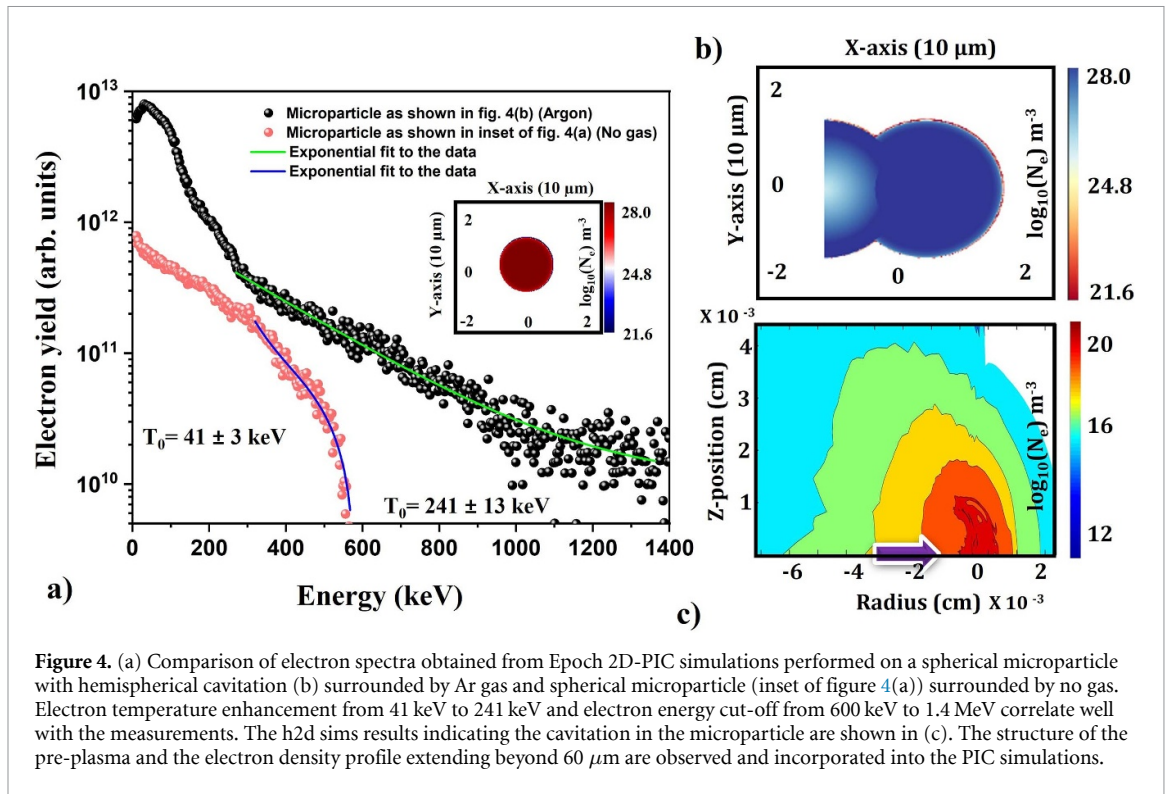 b)
X-axis (10 µm)
10¹³
10¹²
10¹¹
10¹⁰
Electron yield (arb. units)
Microparticle as shown in fig. 4(b) (Argon)
Microparticle as shown in inset of fig. 4(a) (No gas)
Exponential fit to the data
Exponential fit to the data
X-axis (10 µm)
Y-axis (10 µm)
2
0
-2
0
2
28.0
24.8
21.6
log₁₀(Nₑ) m⁻³
T₀= 41 ± 3 keV
T₀= 241 ± 13 keV
0 200 400 600 800 1000 1200 1400
a)
Energy (keV)
Y-axis (10 µm)
2
0
-2
0
2
log₁₀(Nₑ) m⁻³
28.0
24.8
21.6
X 10⁻³
Z-position (cm)
4
3
2
1
log₁₀(Nₑ) m⁻³
20
16
12
-6 -4 -2 0 2
Radius (cm) X 10⁻³
c)
Figure 4. (a) Comparison of electron spectra obtained from Epoch 2D-PIC simulations performed on a spherical microparticle
with hemispherical cavitation (b) surrounded by Ar gas and spherical microparticle (inset of figure 4(a)) surrounded by no gas.
Electron temperature enhancement from 41 keV to 241 keV and electron energy cut-off from 600 keV to 1.4 MeV correlate well
with the measurements. The h2d sims results indicating the cavitation in the microparticle are shown in (c). The structure of the
pre-plasma and the electron density profile extending beyond 60 µm are observed and incorporated into the PIC simulations.